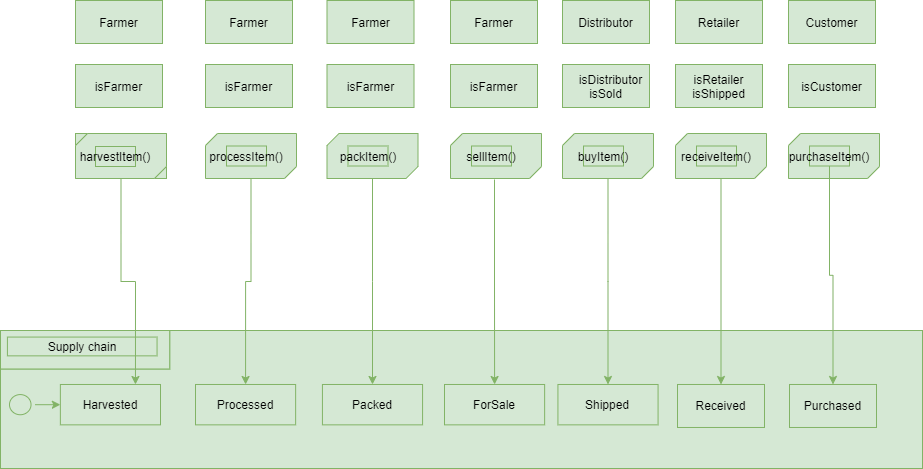 Farmer
Farmer
Farmer
Farmer
Distributor
Retailer
Customer
isFarmer
isFarmer
isFarmer
isFarmer
isDistributor
isSold
isRetailer
isShipped
isCustomer
harvestItem()
processItem()
packItem()
sellItem()
buyItem()
receiveItem()
purchaseItem()
Supply chain
Harvested
Processed
Packed
ForSale
Shipped
Received
Purchased